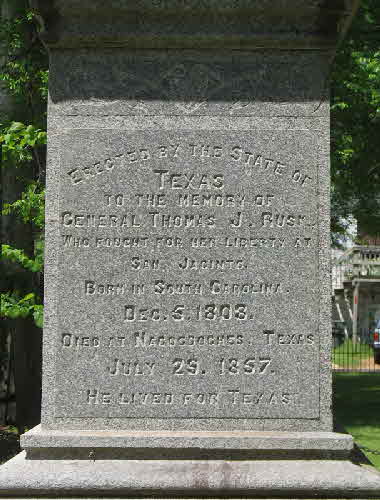 ERECTED BY THE STATE OF
TEXAS
TO THE MEMORY OF
GENERAL THOMAS J. RUSK.
WHO FOUGHT FOR HER LIBERTY AT
SAN JACINTO.
BORN IN SOUTH CAROLINA.
DEC. 5, 1803.
DIED AT NACOGDOCHES, TEXAS
JULY 29, 1857.
"HE LIVED FOR TEXAS"